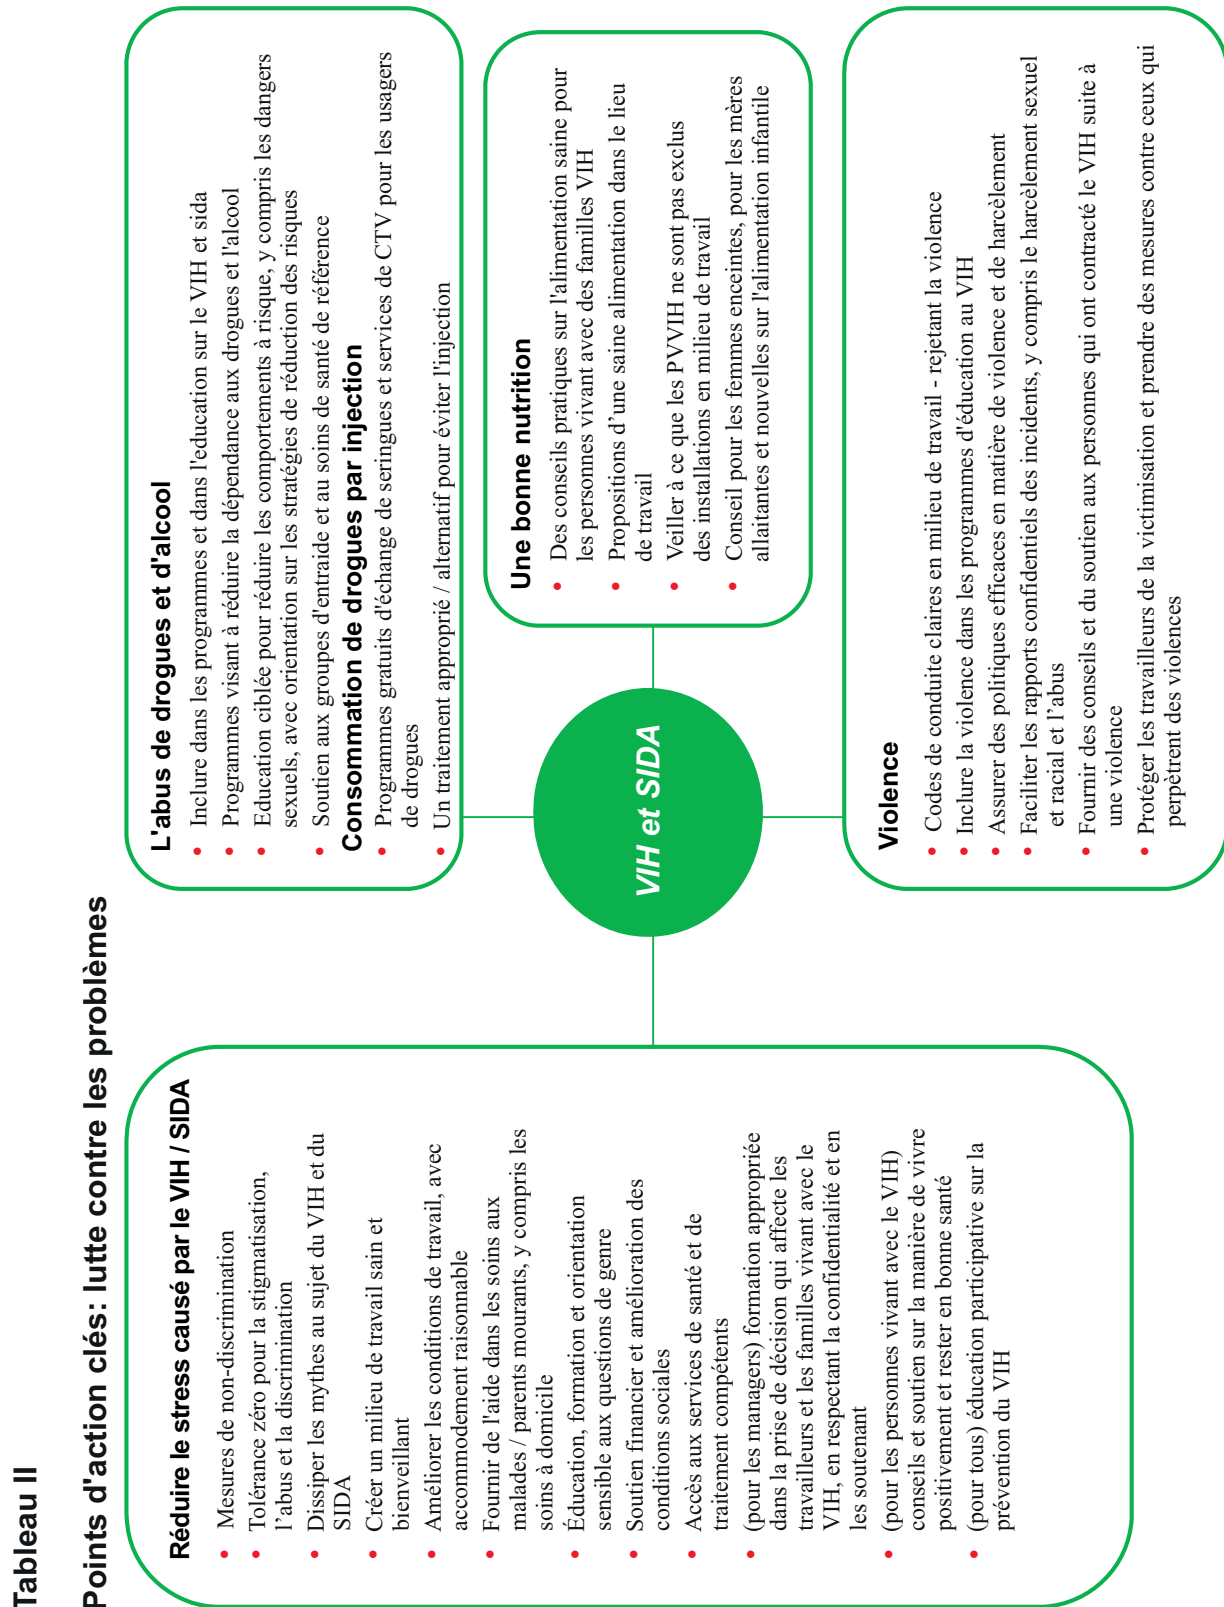 Tableau II
Points d'action clés: lutte contre les problèmes
Réduire le stress causé par le VIH / SIDA
• Mesures de non-discrimination
• Tolérance zéro pour la stigmatisation,
l'abus et la discrimination
• Dissiper les mythes au sujet du VIH et du
SIDA
• Créer un milieu de travail sain et
bienveillant
• Améliorer les conditions de travail, avec
accommodement raisonnable
• Fournir de l'aide dans les soins aux
malades / parents mourants, y compris les
soins à domicile
• Éducation, formation et orientation
sensible aux questions de genre
• Soutien financier et amélioration des
conditions sociales
• Accès aux services de santé et de
traitement compétents
• (pour les managers) formation appropriée
dans la prise de décision qui affecte les
travailleurs et les familles vivant avec le
VIH, en respectant la confidentialité et en
les soutenant
• (pour les personnes vivant avec le VIH)
conseils et soutien sur la manière de vivre
positivement et rester en bonne santé
• (pour tous) éducation participative sur la
prévention du VIH
VIH et SIDA
L'abus de drogues et d'alcool
• Inclure dans les programmes et dans l'education sur le VIH et sida
• Programmes visant à réduire la dépendance aux drogues et l'alcool
• Education ciblée pour réduire les comportements à risque, y compris les dangers
sexuels, avec orientation sur les stratégies de réduction des risques
• Soutien aux groupes d'entraide et au soins de santé de référence
Consommation de drogues par injection
• Programmes gratuits d'échange de seringues et services de CTV pour les usagers
de drogues
• Un traitement approprié / alternatif pour éviter l'injection
Une bonne nutrition
• Des conseils pratiques sur l'alimentation saine pour
les personnes vivant avec des familles VIH
• Propositions d’une saine alimentation dans le lieu
de travail
• Veiller à ce que les PVVIH ne sont pas exclus
des installations en milieu de travail
• Conseil pour les femmes enceintes, pour les mères
allaitantes et nouvelles sur l'alimentation infantile
Violence
• Codes de conduite claires en milieu de travail - rejetant la violence
• Inclure la violence dans les programmes d'éducation au VIH
• Assurer des politiques efficaces en matière de violence et de harcèlement
• Faciliter les rapports confidentiels des incidents, y compris le harcèlement sexuel
et racial et l’abus
• Fournir des conseils et du soutien aux personnes qui ont contracté le VIH suite à
une violence
• Protéger les travailleurs de la victimisation et prendre des mesures contre ceux qui
perpètrent des violences